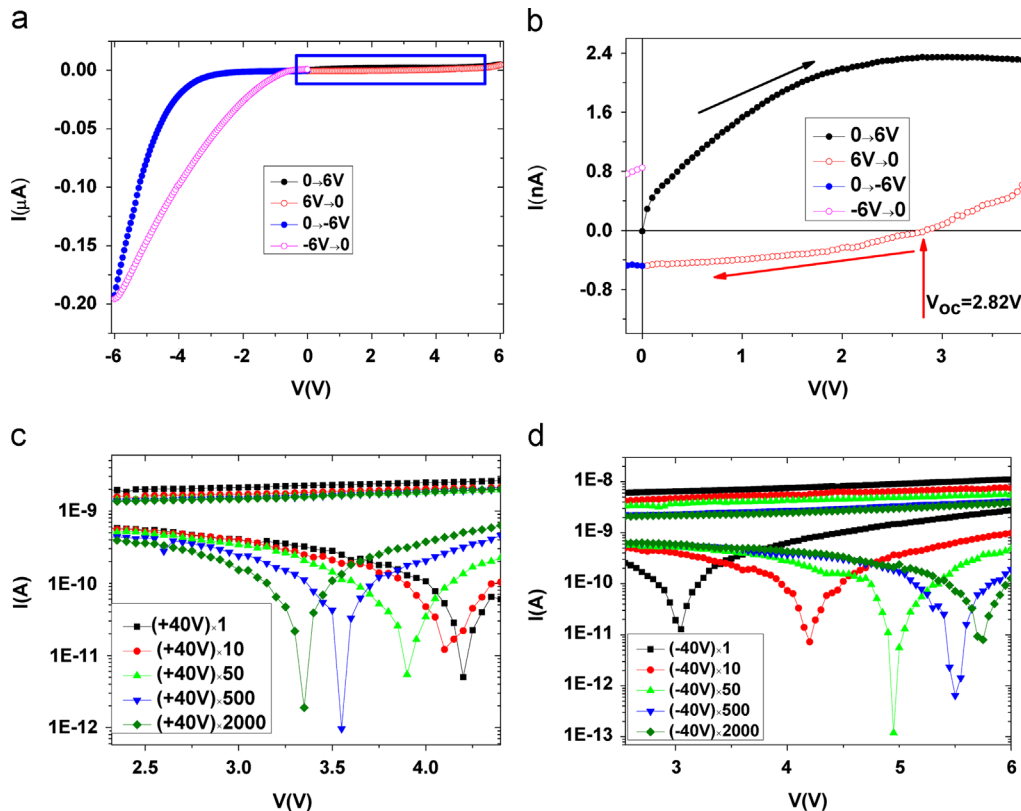 a
0.00
-0.05
-0.10
-0.15
-0.20
I(μA)
0→6V
6V→0
0→-6V
-6V→0
-6 -4 -2 0 2 4 6
V(V)
b
2.4
1.6
0.8
0.0
-0.8
I(nA)
0→6V
6V→0
0→-6V
-6V→0
Voc=2.82V
0 1 2 3
V(V)
c
1E-9
1E-10
1E-11
1E-12
I(A)
(+40V)×1
(+40V)×10
(+40V)×50
(+40V)×500
(+40V)×2000
2.5 3.0 3.5 4.0
V(V)
d
1E-8
1E-9
1E-10
1E-11
1E-12
1E-13
I(A)
(-40V)×1
(-40V)×10
(-40V)×50
(-40V)×500
(-40V)×2000
3 4 5 6
V(V)